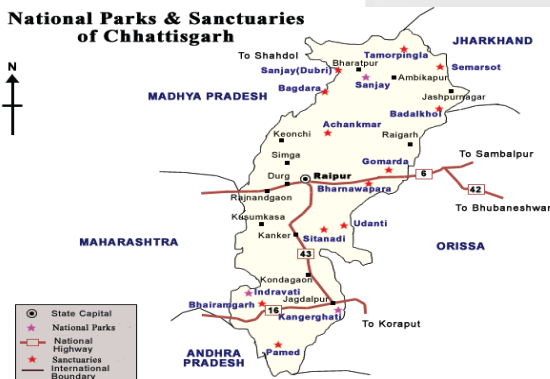 National Parks & Sanctuaries
of Chhattisgarh
JHARKHAND
To Shahdol
Tamorpingla
Bharatpur
Sanjay(Dubri)
Semarsot
Sanjay
Ambikapur
N
Bagdara
Jashpurnagar
MADHYA PRADESH
Badalkhol
Achankmar
Keonchi
Raigarh
Simga
To Sambalpur
Gomarda
Durg
Raipur
6
42
Rajnandgaon
Bharnawapara
To Bhubaneshwar
Kusumkasa
Udanti
Kanker
Sitanadi
MAHARASHTRA
ORISSA
43
Kondagaon
Indravati
Bhairamgarh
Jagdalpur
16
Kangerghati
To Koraput
Pamed
ANDHRA
PRADESH
State Capital
National Parks
National
Highway
Sanctuaries
International
Boundary